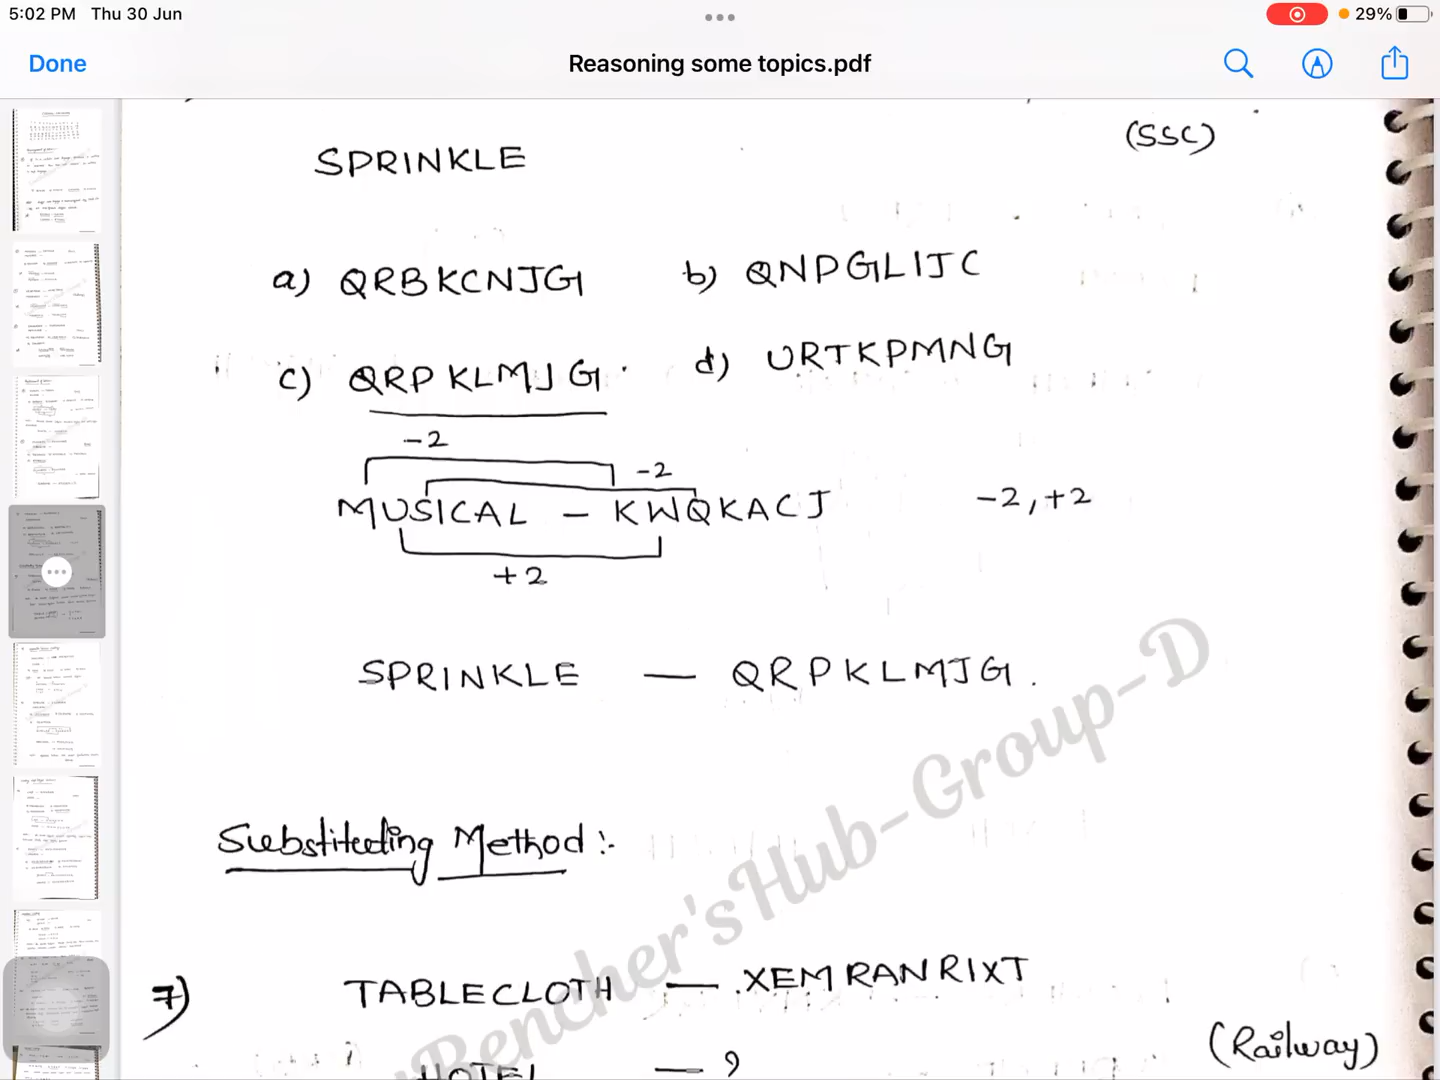 5:02 PM Thu 30 Jun
29%
Done
Reasoning some topics.pdf
(SSC)
SPRINKLE
a) QRBKCNJG b) QNPGLIJC
c) QRPKLMJG. d) URTKPMNG
-2
-2
MUSICAL - KWQKACJ -2, +2
+2
SPRINKLE - QRPKLMJG.
Substituting Method :-
7) TABLECLOTH - XEMRANRIXT
(Railway)
HOTEL - ?
Bencher's Hub-Group-D